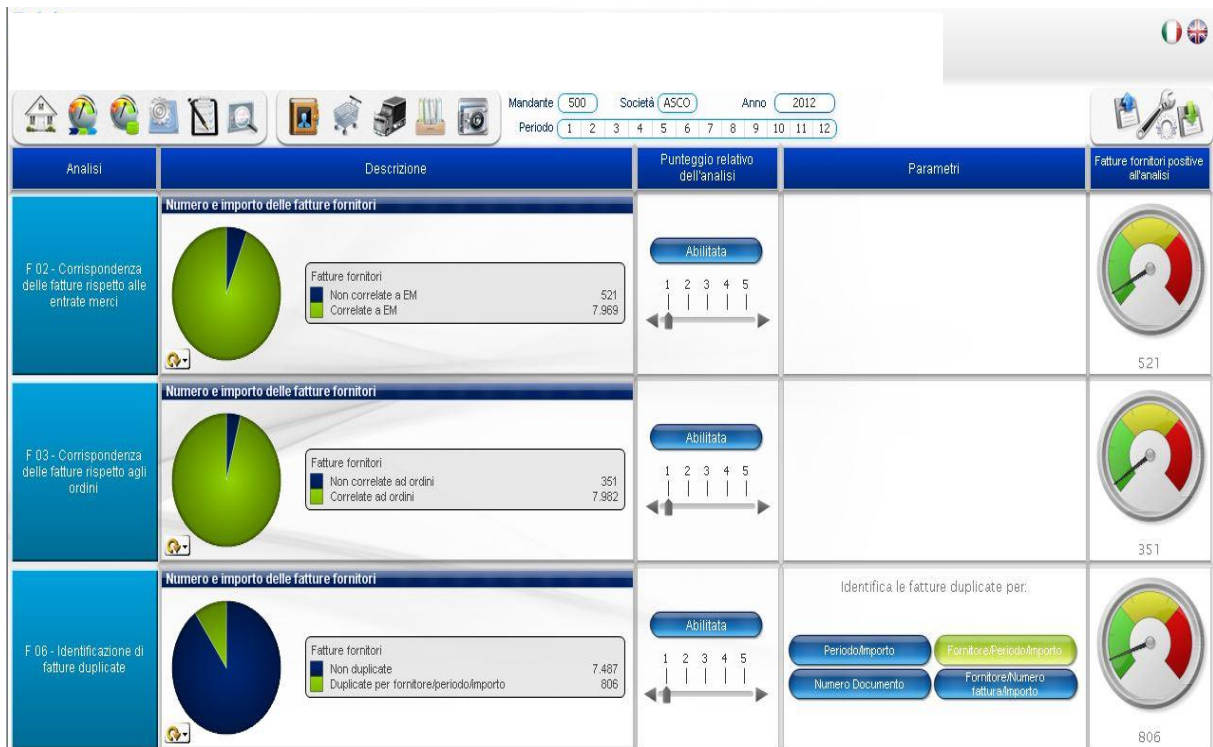 Mandante 500 Società ASCO Anno 2012
Periodo 1 2 3 4 5 6 7 8 9 10 11 12
Analisi
Descrizione
Punteggio relativo
dell'analisi
Parametri
Fatture fornitori positive
all'analisi
F 02 - Corrispondenza
delle fatture rispetto alle
entrate merci
Numero e importo delle fatture fornitori
Fatture fornitori
Non correlate a EM 521
Correlate a EM 7.969
Abilitata
1 2 3 4 5
521
F 03 - Corrispondenza
delle fatture rispetto agli
ordini
Numero e importo delle fatture fornitori
Fatture fornitori
Non correlate ad ordini 351
Correlate ad ordini 7.982
Abilitata
1 2 3 4 5
351
F 06 - Identificazione di
fatture duplicate
Numero e importo delle fatture fornitori
Fatture fornitori
Non duplicate 7.487
Duplicate per fornitore/periodo/importo 806
Abilitata
1 2 3 4 5
Identifica le fatture duplicate per:
Periodo/Importo
Fornitore/Periodo/Importo
Numero Documento
Fornitore/Numero
fattura/Importo
806